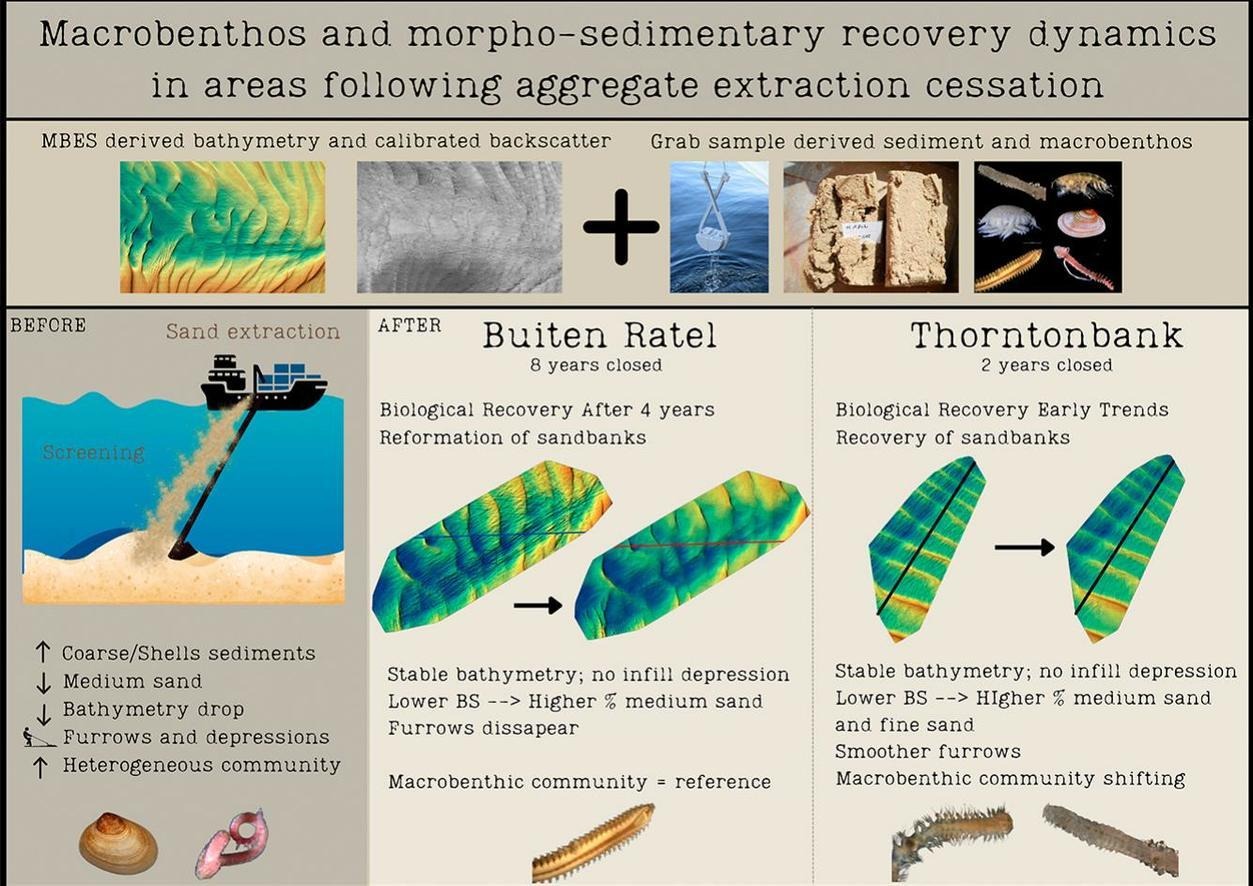 Macrobenthos and morpho-sedimentary recovery dynamics
in areas following aggregate extraction cessation
MBES derived bathymetry and calibrated backscatter
Grab sample derived sediment and macrobenthos
BEFORE
Sand extraction
Screening
↑ Coarse/Shells sediments
↓ Medium sand
↓ Bathymetry drop
Furrows and depressions
↑ Heterogeneous community
AFTER
Buiten Ratel
8 years closed
Biological Recovery After 4 years
Reformation of sandbanks
Stable bathymetry; no infill depression
Lower BS --> Higher % medium sand
Furrows dissapear
Macrobenthic community = reference
Thorntonbank
2 years closed
Biological Recovery Early Trends
Recovery of sandbanks
Stable bathymetry; no infill depression
Lower BS --> HIgher % medium sand
and fine sand
Smoother furrows
Macrobenthic community shifting